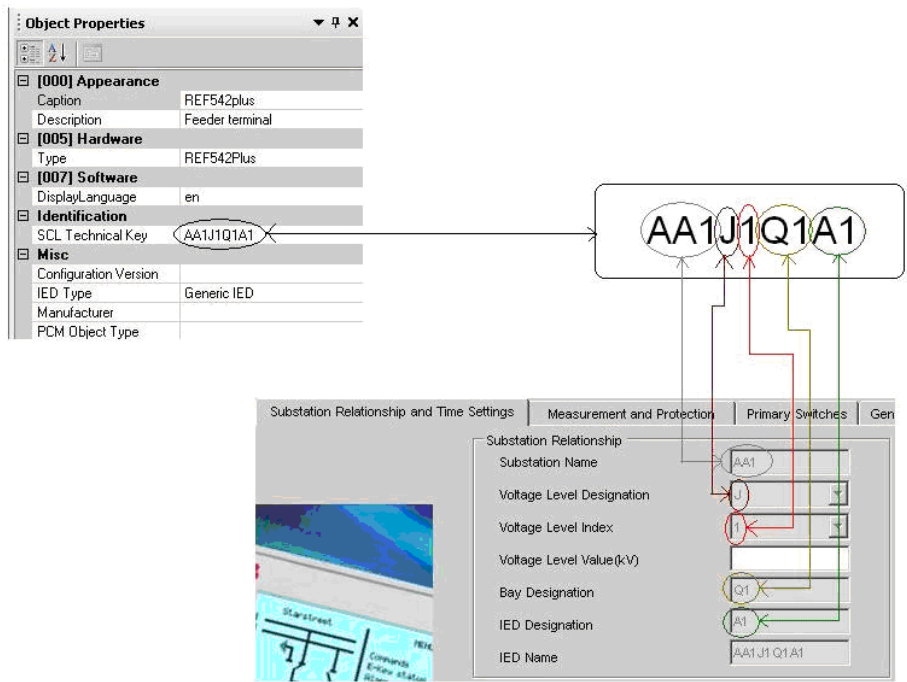 Object Properties
[000] Appearance
Caption REF542plus
Description Feeder terminal
[005] Hardware
Type REF542Plus
[007] Software
DisplayLanguage en
Identification
SCL Technical Key AA1J1Q1A1
Misc
Configuration Version
IED Type Generic IED
Manufacturer
PCM Object Type
AA1J1Q1A1
Substation Relationship and Time Settings Measurement and Protection Primary Switches Gen
Substation Relationship
Substation Name AA1
Voltage Level Designation J
Voltage Level Index 1
Voltage Level Value(kV)
Bay Designation Q1
IED Designation A1
IED Name AA1J1Q1A1
Starstreet
Commands